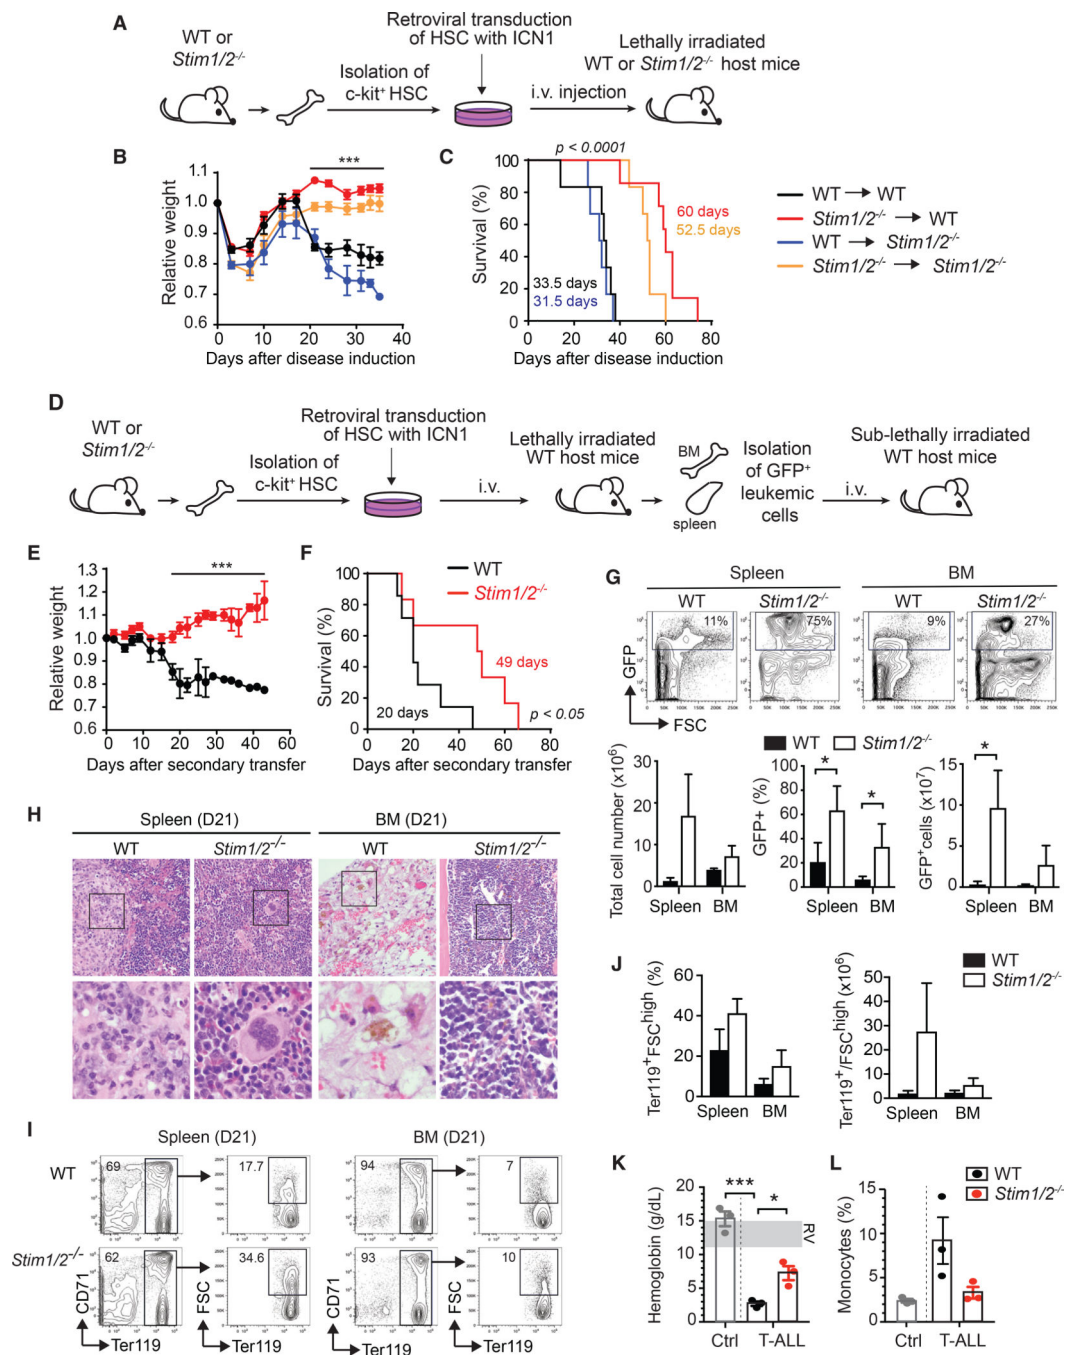 A
WT or
Stim1/2-/-
Isolation of
c-kit+ HSC
Retroviral transduction
of HSC with ICN1
i.v. injection
Lethally irradiated
WT or Stim1/2-/- host mice
B
***
Relative weight
1.1
1.0
0.9
0.8
0.7
0.6
0 10 20 30 40
Days after disease induction
C
p < 0.0001
Survival (%)
100
80
60
40
20
0
60 days
52.5 days
33.5 days
31.5 days
0 20 40 60 80
Days after disease induction
WT → WT
Stim1/2-/- → WT
WT → Stim1/2-/-
Stim1/2-/- → Stim1/2-/-
D
WT or
Stim1/2-/-
Isolation of
c-kit+ HSC
Retroviral transduction
of HSC with ICN1
i.v.
Lethally irradiated
WT host mice
BM
spleen
Isolation
of GFP+
leukemic
cells
i.v.
Sub-lethally irradiated
WT host mice
E
***
Relative weight
1.3
1.2
1.1
1.0
0.8
0.7
0.6
0 20 40 60
Days after secondary transfer
F
WT
Stim1/2-/-
Survival (%)
100
80
60
40
20
0
49 days
20 days
p < 0.05
0 20 40 60 80
Days after secondary transfer
G
Spleen
BM
WT
Stim1/2-/-
WT
Stim1/2-/-
11%
75%
9%
27%
GFP
FSC
WT
Stim1/2-/-
Total cell number (x10^6)
30
20
10
0
Spleen BM
GFP+ (%)
100
80
60
40
20
0
*
*
Spleen BM
GFP+cells (x10^7)
15
10
5
0
*
Spleen BM
H
Spleen (D21)
BM (D21)
WT
Stim1/2-/-
WT
Stim1/2-/-
I
Spleen (D21)
BM (D21)
WT
69
17.7
94
7
Stim1/2-/-
62
34.6
93
10
CD71
Ter119
FSC
Ter119
CD71
Ter119
FSC
Ter119
J
WT
Stim1/2-/-
Ter119+FSChigh (%)
60
40
20
0
Spleen BM
Ter119+/FSChigh (x10^6)
50
40
30
20
10
0
Spleen BM
K
***
*
Hemoglobin (g/dL)
20
15
10
5
0
RV
Ctrl T-ALL
L
WT
Stim1/2-/-
Monocytes (%)
15
10
5
0
Ctrl T-ALL